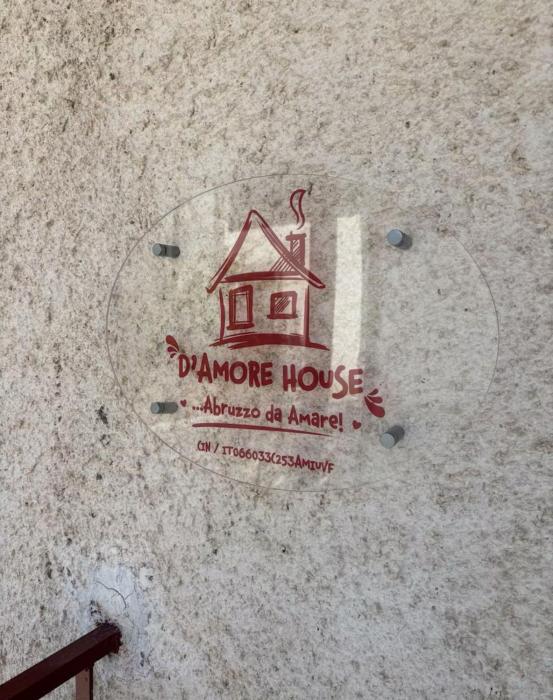 D'AMORE HOUSE
...Abruzzo da Amare!
CIN / IT066033C253AMIUVF